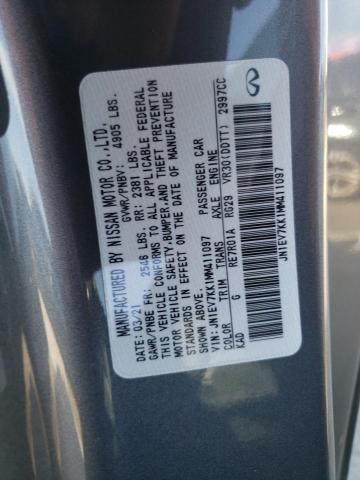 MANUFACTURED BY NISSAN MOTOR CO.,LTD.
DATE: 03/21 GVWR/PNBV: 4905 LBS.
GAWR/PNBE FR: 2546 LBS. RR: 2381 LBS.
THIS VEHICLE CONFORMS TO ALL APPLICABLE FEDERAL
MOTOR VEHICLE SAFETY,BUMPER,AND THEFT PREVENTION
STANDARDS IN EFFECT ON THE DATE OF MANUFACTURE
SHOWN ABOVE.
VIN: JN1EV7KK1MM411097 PASSENGER CAR
COLOR TRIM TRANS AXLE ENGINE
KAD G RE7R01A RG29 VR30(DDTT) 2997CC
JN1EV7KK1MM411097